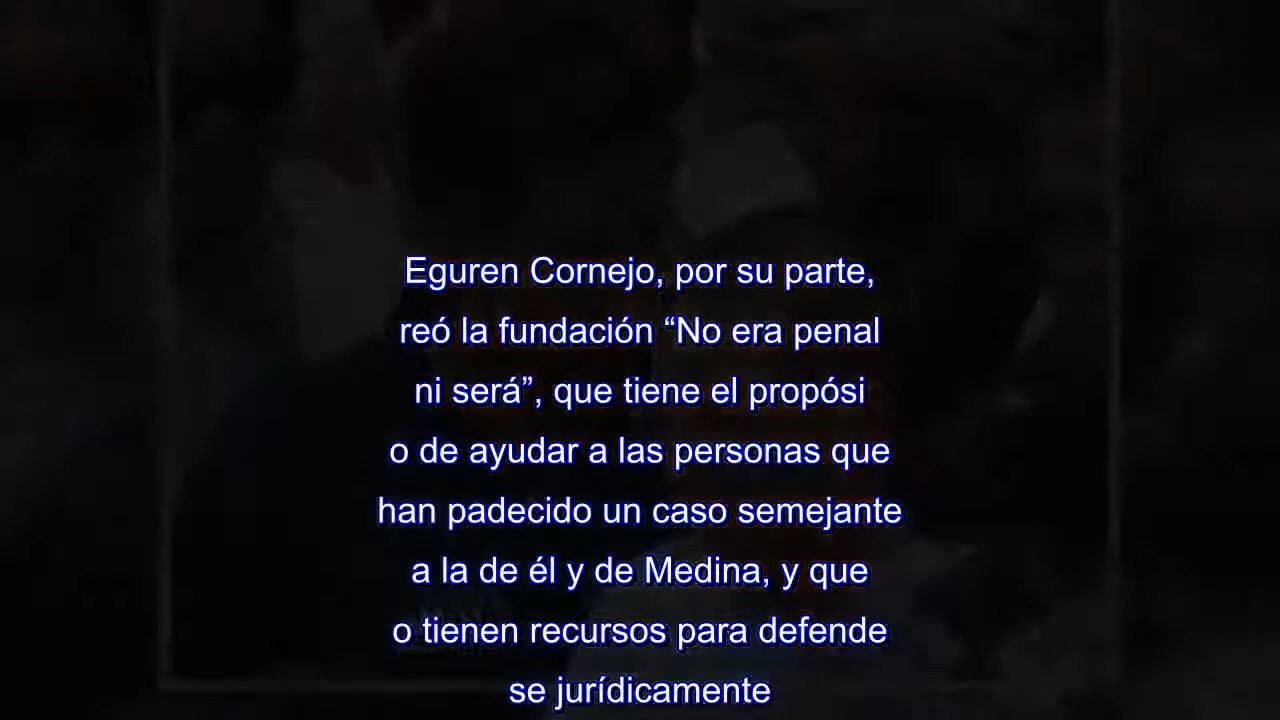 Eguren Cornejo, por su parte,
reó la fundación “No era penal
ni será”, que tiene el propósi
o de ayudar a las personas que
han padecido un caso semejante
a la de él y de Medina, y que
o tienen recursos para defende
se jurídicamente